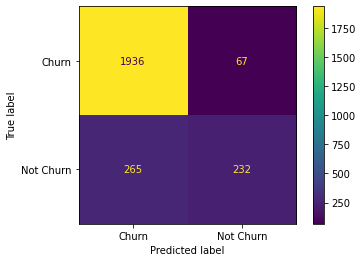 Churn
Not Churn
True label
1936
67
265
232
Churn
Not Churn
Predicted label
1750
1500
1250
1000
750
500
250